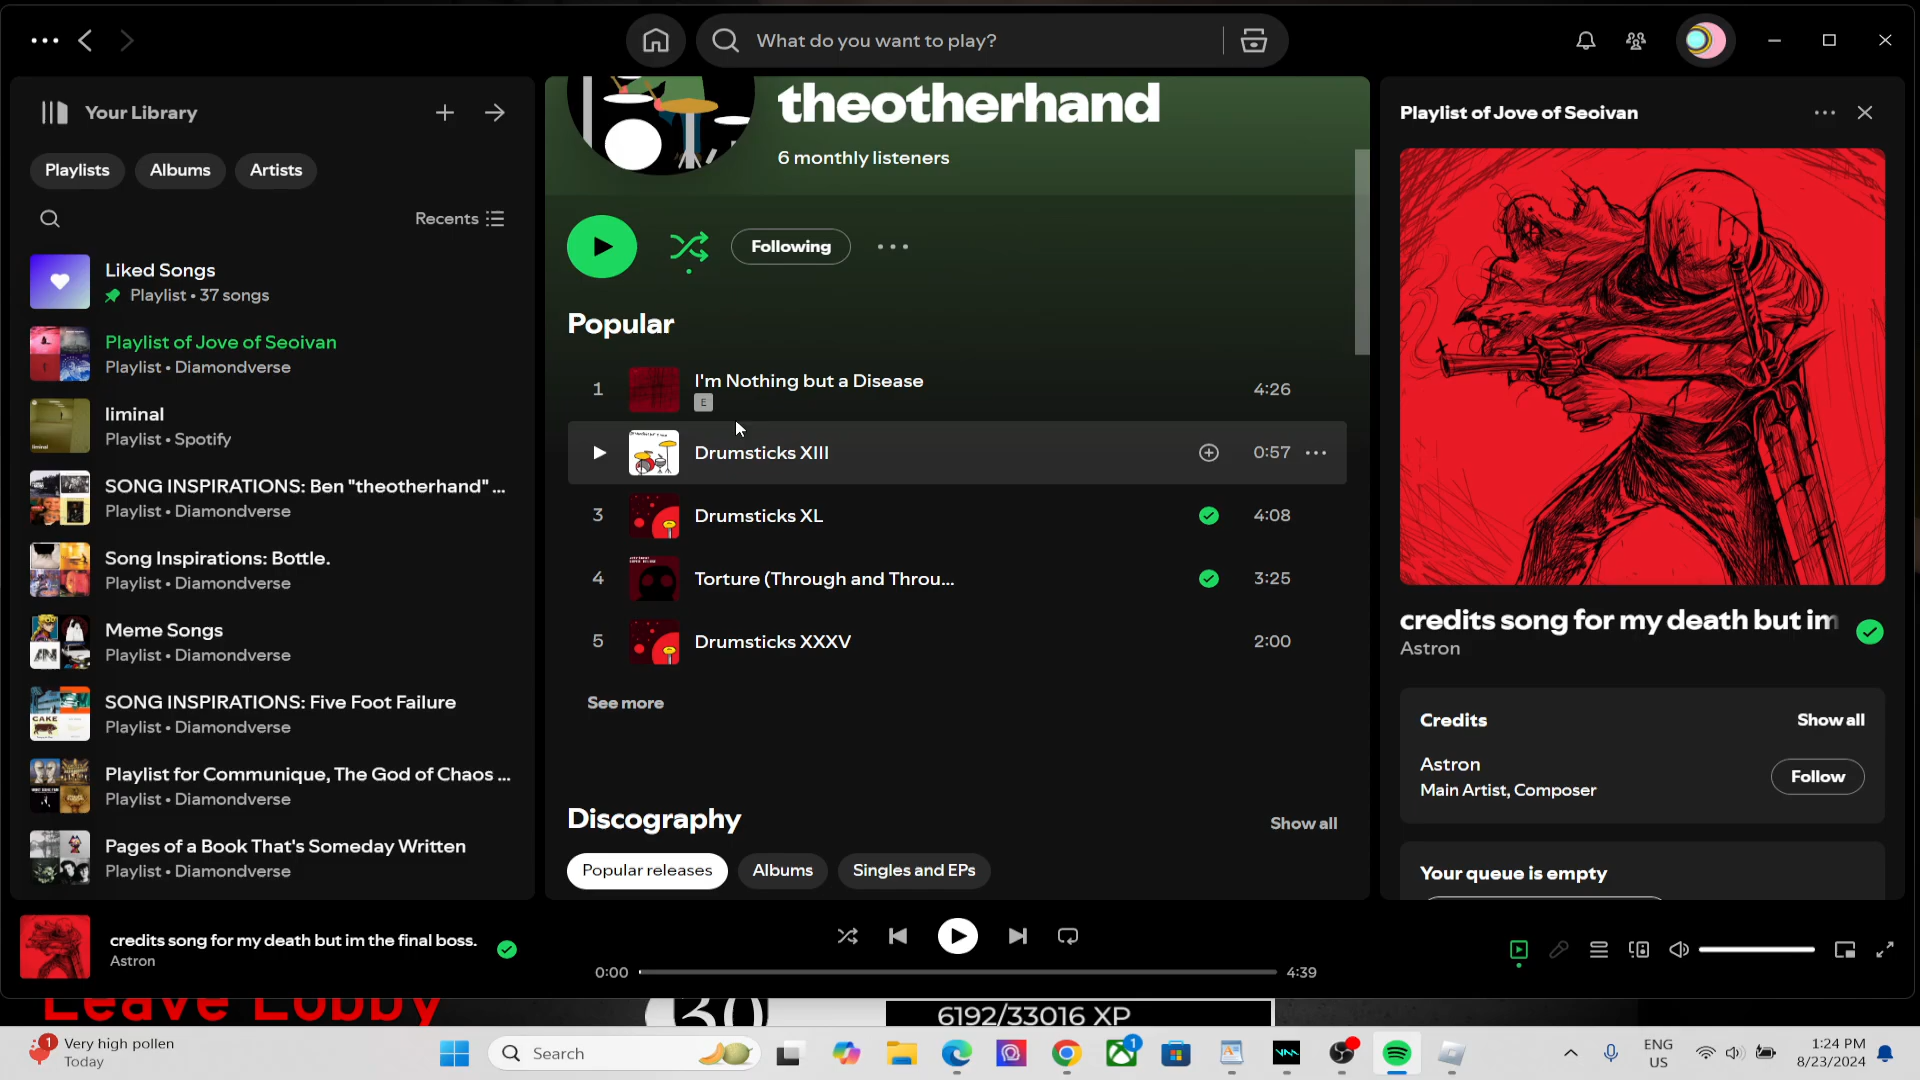 What do you want to play?
Your Library
Playlists
Albums
Artists
Recents
Liked Songs
Playlist • 37 songs
Playlist of Jove of Seoivan
Playlist • Diamondverse
liminal
Playlist • Spotify
SONG INSPIRATIONS: Ben "theotherhand" ...
Playlist • Diamondverse
Song Inspirations: Bottle.
Playlist • Diamondverse
Meme Songs
Playlist • Diamondverse
SONG INSPIRATIONS: Five Foot Failure
Playlist • Diamondverse
Playlist for Communique, The God of Chaos ...
Playlist • Diamondverse
Pages of a Book That's Someday Written
Playlist • Diamondverse
theotherhand
6 monthly listeners
Following
Popular
1 I'm Nothing but a Disease 4:26
E
Drumsticks XIII 0:57
3 Drumsticks XL 4:08
4 Torture (Through and Throu... 3:25
5 Drumsticks XXXV 2:00
See more
Discography
Show all
Popular releases
Albums
Singles and EPs
Playlist of Jove of Seoivan
credits song for my death but im
Astron
Credits
Show all
Astron
Main Artist, Composer
Follow
Your queue is empty
credits song for my death but im the final boss.
Astron
0:00
4:39
Leave Lobby
30
6192/33016 XP
1
Very high pollen
Today
Search
1
ENG
US
1:24 PM
8/23/2024